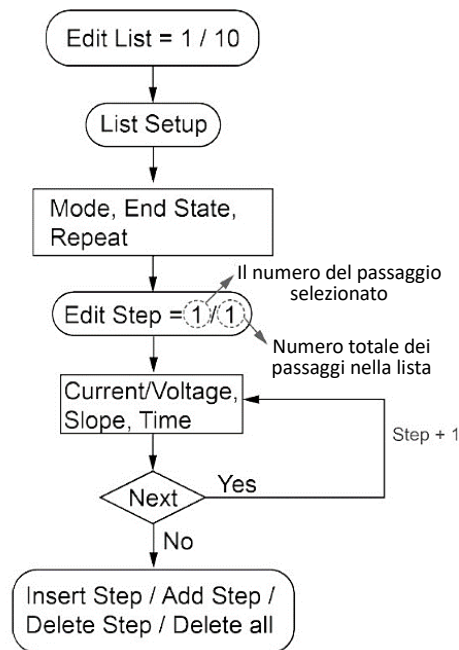 Edit List = 1 / 10
List Setup
Mode, End State,
Repeat
Il numero del passaggio
selezionato
Edit Step = 1 / 1
Numero totale dei
passaggi nella lista
Current/Voltage,
Slope, Time
Step + 1
Next
Yes
No
Insert Step / Add Step /
Delete Step / Delete all